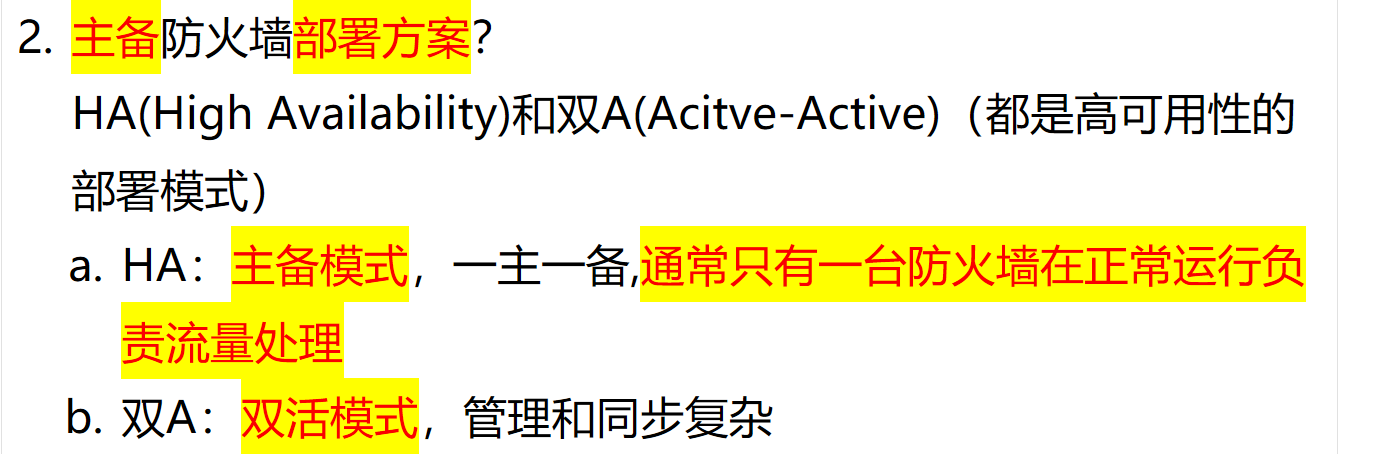 2. 主备防火墙部署方案?
HA(High Availability)和双A(Acitve-Active)（都是高可用性的
部署模式）
a. HA：主备模式，一主一备,通常只有一台防火墙在正常运行负
责流量处理
b. 双A：双活模式，管理和同步复杂